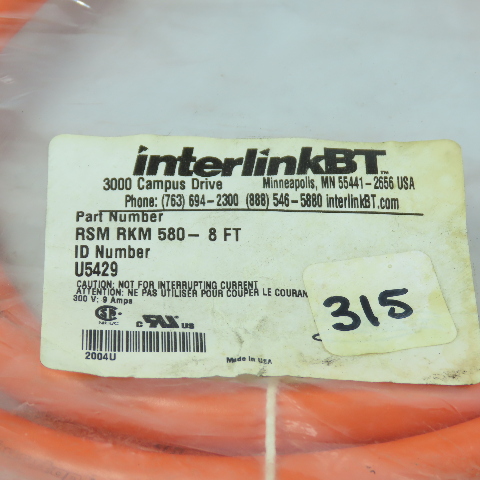 interlinkBT™
3000 Campus Drive Minneapolis, MN 55441-2656 USA
Phone: (763) 694-2300 (888) 546-5880 interlinkBT.com
Part Number
RSM RKM 580- 8 FT
ID Number
U5429
CAUTION: NOT FOR INTERRUPTING CURRENT
ATTENTION: NE PAS UTILISER POUR COUPER LE COURAN
300 V: 9 Amps
315
c us
2004U
Made in USA